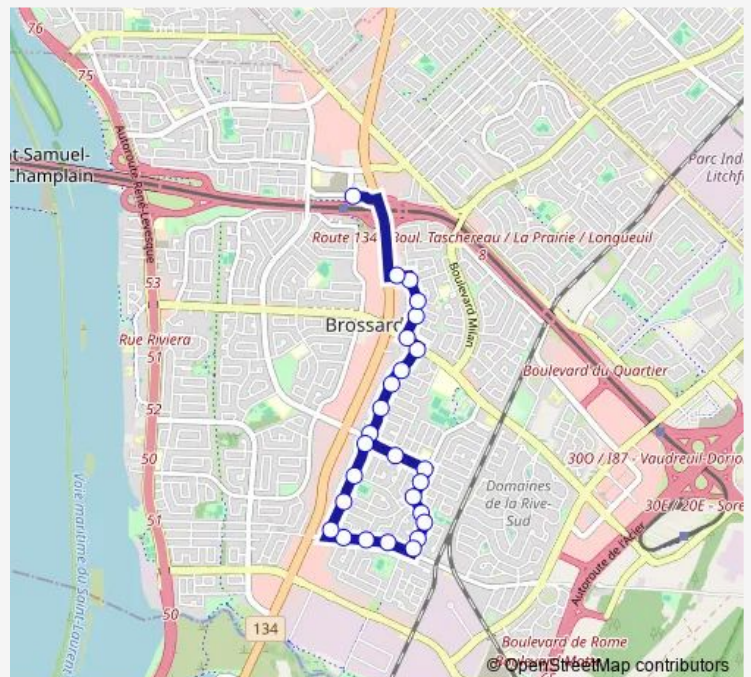 76
75
nt-Samuel-
Champlain
Autoroute René-Lévesque
Parc Ind
Litchf
Route 134 / Boul. Taschereau / La Prairie / Longueuil
8
53
Boulevard Milan
Brossard
Rue Riviera
51
Boulevard du Quartier
52
50
30O / 187 - Vaudreuil-Dorio
Domaines
de la Rive-
Sud
30E / 20E - Sore
51
Voie maritime du Saint-Laurent
Autoroute de l'Acier
50
134
Boulevard de Rome
© OpenStreetMap contributors